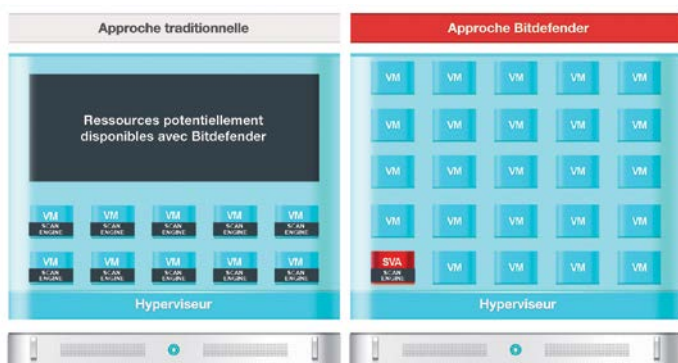 Approche traditionnelle
Ressources potentiellement
disponibles avec Bitdefender
VM VM VM VM VM
SCAN ENGINE SCAN ENGINE SCAN ENGINE SCAN ENGINE SCAN ENGINE
VM VM VM VM VM
SCAN ENGINE SCAN ENGINE SCAN ENGINE SCAN ENGINE SCAN ENGINE
Hyperviseur
Approche Bitdefender
VM VM VM VM VM
VM VM VM VM VM
VM VM VM VM VM
VM VM VM VM VM
SVA VM VM VM VM
SCAN ENGINE
Hyperviseur